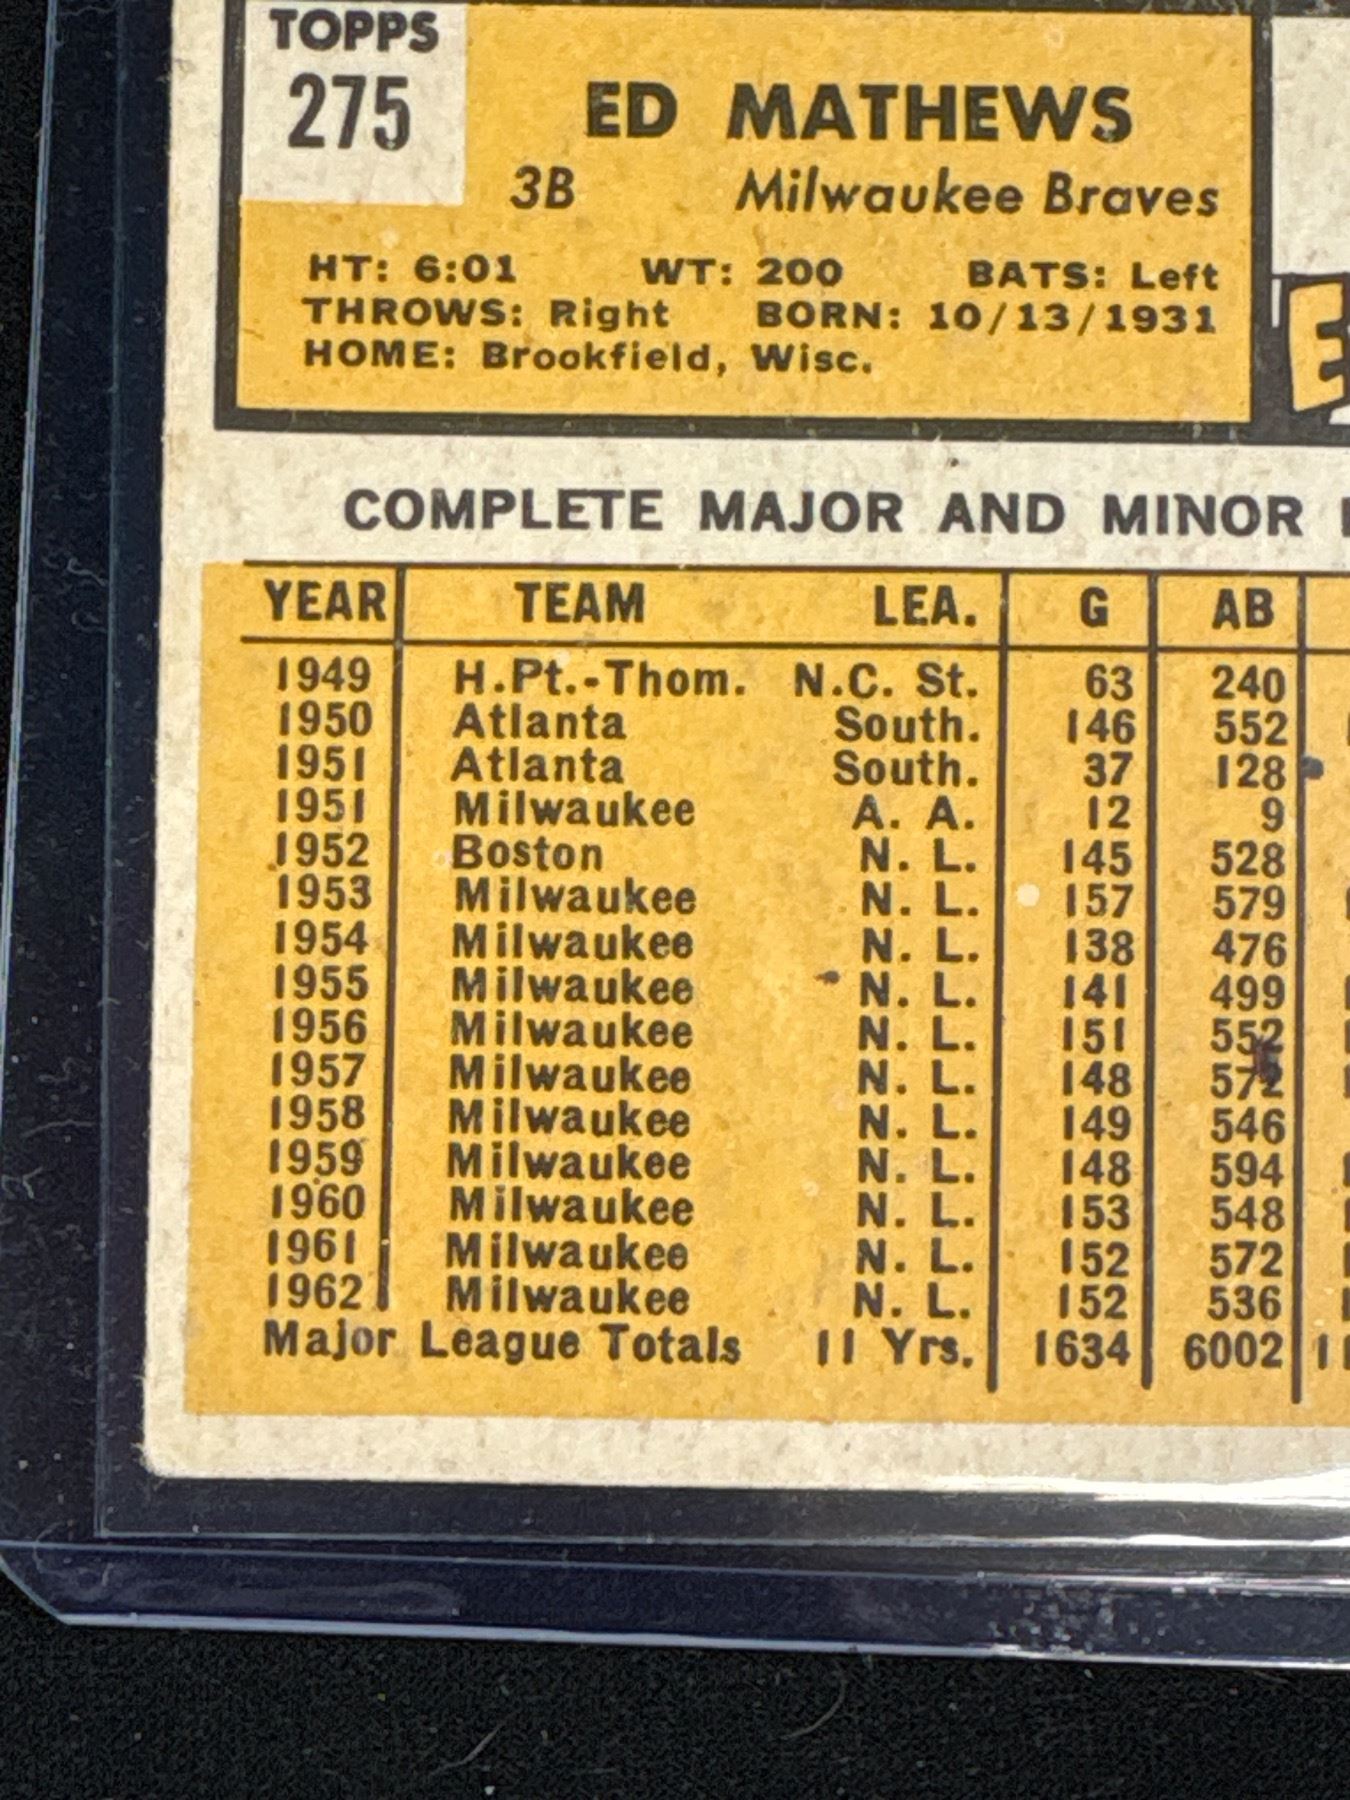 TOPPS
275
ED MATHEWS
3B Milwaukee Braves
HT: 6:01 WT: 200 BATS: Left
THROWS: Right BORN: 10/13/1931
HOME: Brookfield, Wisc.
COMPLETE MAJOR AND MINOR
YEAR TEAM LEA. G AB
1949 H.Pt.-Thom. N.C. St. 63 240
1950 Atlanta South. 146 552
1951 Atlanta South. 37 128
1951 Milwaukee A. A. 12 9
1952 Boston N. L. 145 528
1953 Milwaukee N. L. 157 579
1954 Milwaukee N. L. 138 476
1955 Milwaukee N. L. 141 499
1956 Milwaukee N. L. 151 552
1957 Milwaukee N. L. 148 572
1958 Milwaukee N. L. 149 546
1959 Milwaukee N. L. 148 594
1960 Milwaukee N. L. 153 548
1961 Milwaukee N. L. 152 572
1962 Milwaukee N. L. 152 536
Major League Totals 11 Yrs. 1634 6002